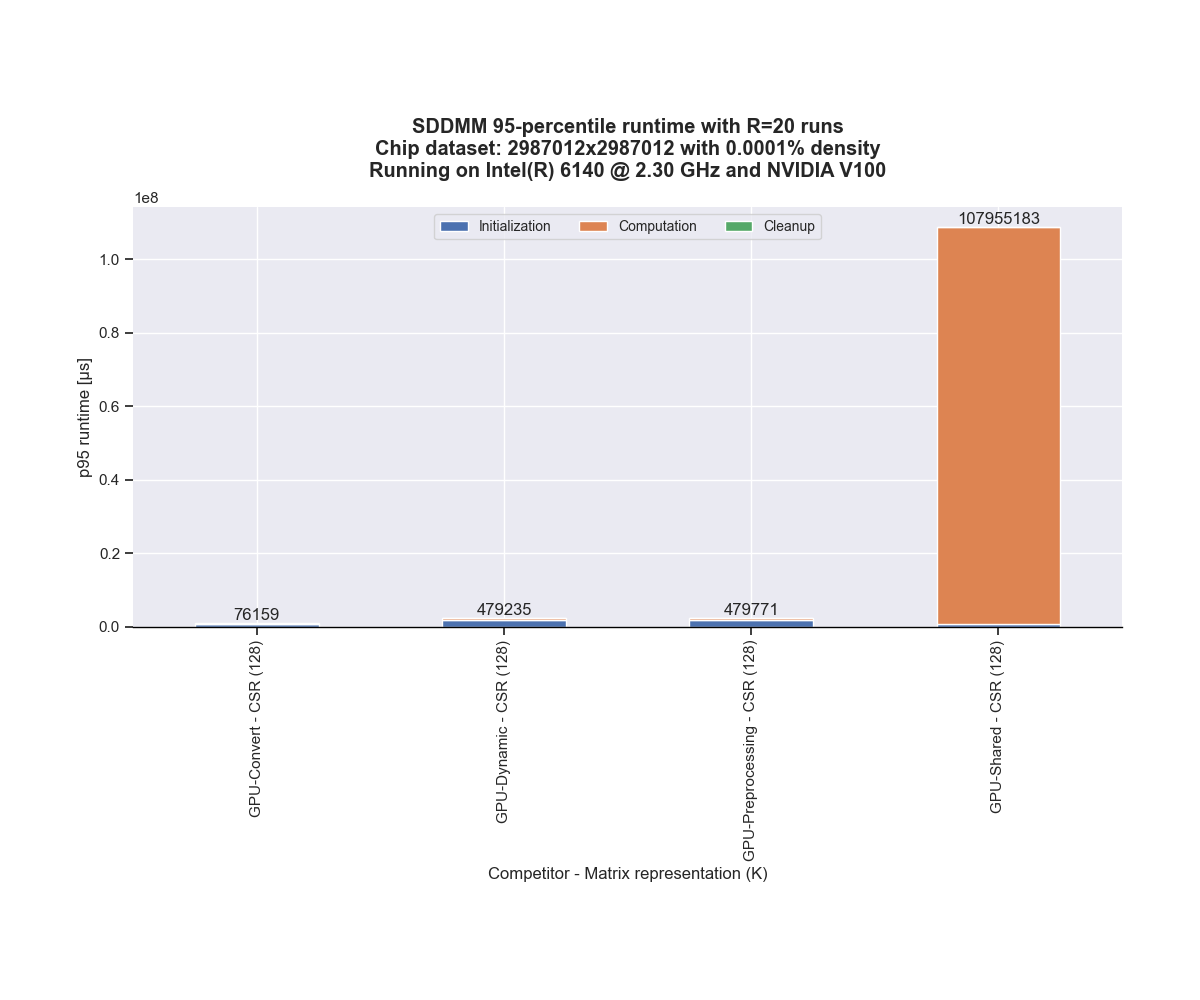 SDDMM 95-percentile runtime with R=20 runs
Chip dataset: 2987012x2987012 with 0.0001% density
Running on Intel(R) 6140 @ 2.30 GHz and NVIDIA V100
1e8
Initialization Computation Cleanup
107955183
1.0
0.8
0.6
0.4
0.2
0.0
p95 runtime [µs]
76159
479235
479771
GPU-Convert - CSR (128)
GPU-Dynamic - CSR (128)
GPU-Preprocessing - CSR (128)
GPU-Shared - CSR (128)
Competitor - Matrix representation (K)